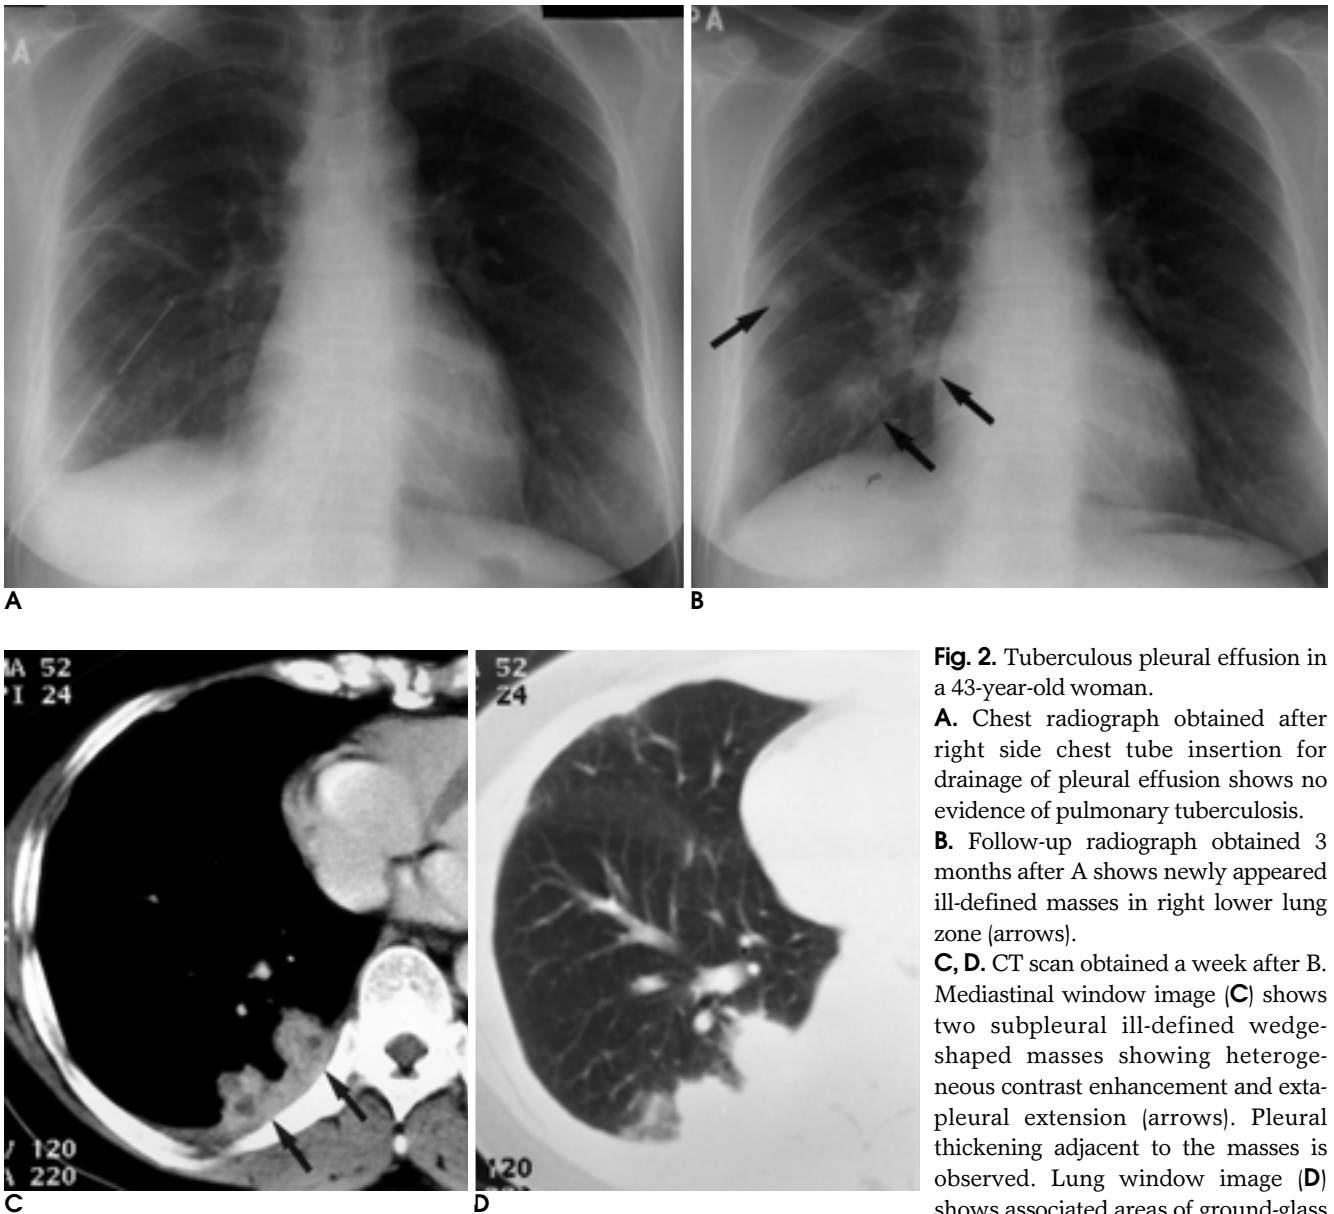 PA
PA
A
B
MA 52
PI 24
A 52
24
V 120
A 220
120
C
D
Fig. 2. Tuberculous pleural effusion in
a 43-year-old woman.
A. Chest radiograph obtained after
right side chest tube insertion for
drainage of pleural effusion shows no
evidence of pulmonary tuberculosis.
B. Follow-up radiograph obtained 3
months after A shows newly appeared
ill-defined masses in right lower lung
zone (arrows).
C, D. CT scan obtained a week after B.
Mediastinal window image (C) shows
two subpleural ill-defined wedge-
shaped masses showing heteroge-
neous contrast enhancement and exta-
pleural extension (arrows). Pleural
thickening adjacent to the masses is
observed. Lung window image (D)
shows associated areas of ground-glass